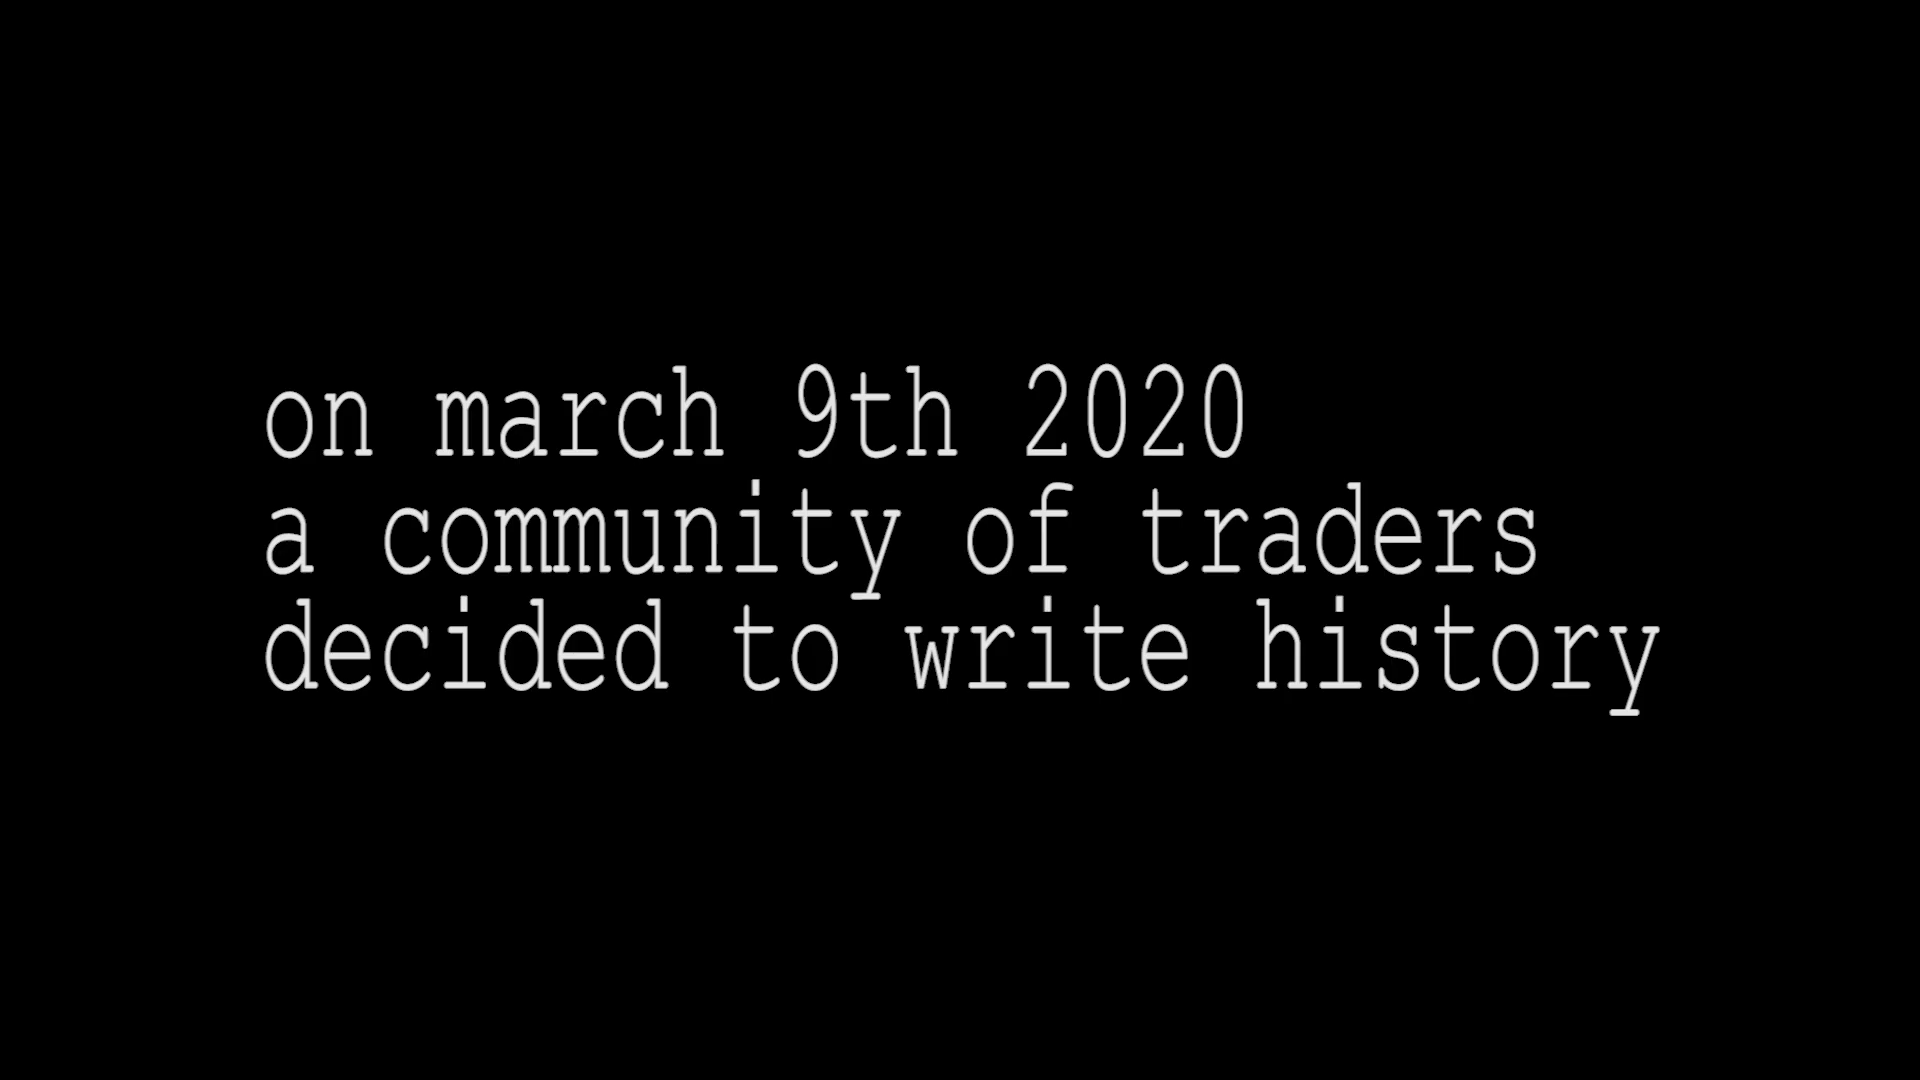 on march 9th 2020
a community of traders
decided to write history